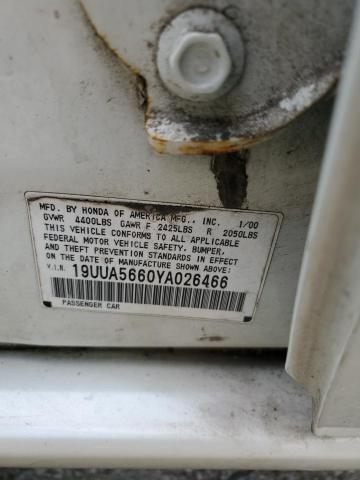 MFD. BY HONDA OF AMERICA MFG., INC. 1/00
GVWR 4400LBS GAWR F 2425LBS R 2050LBS
THIS VEHICLE CONFORMS TO ALL APPLICABLE
FEDERAL MOTOR VEHICLE SAFETY, BUMPER,
AND THEFT PREVENTION STANDARDS IN EFFECT
ON THE DATE OF MANUFACTURE SHOWN ABOVE.
V.I.N. 19UUA5660YA026466
PASSENGER CAR